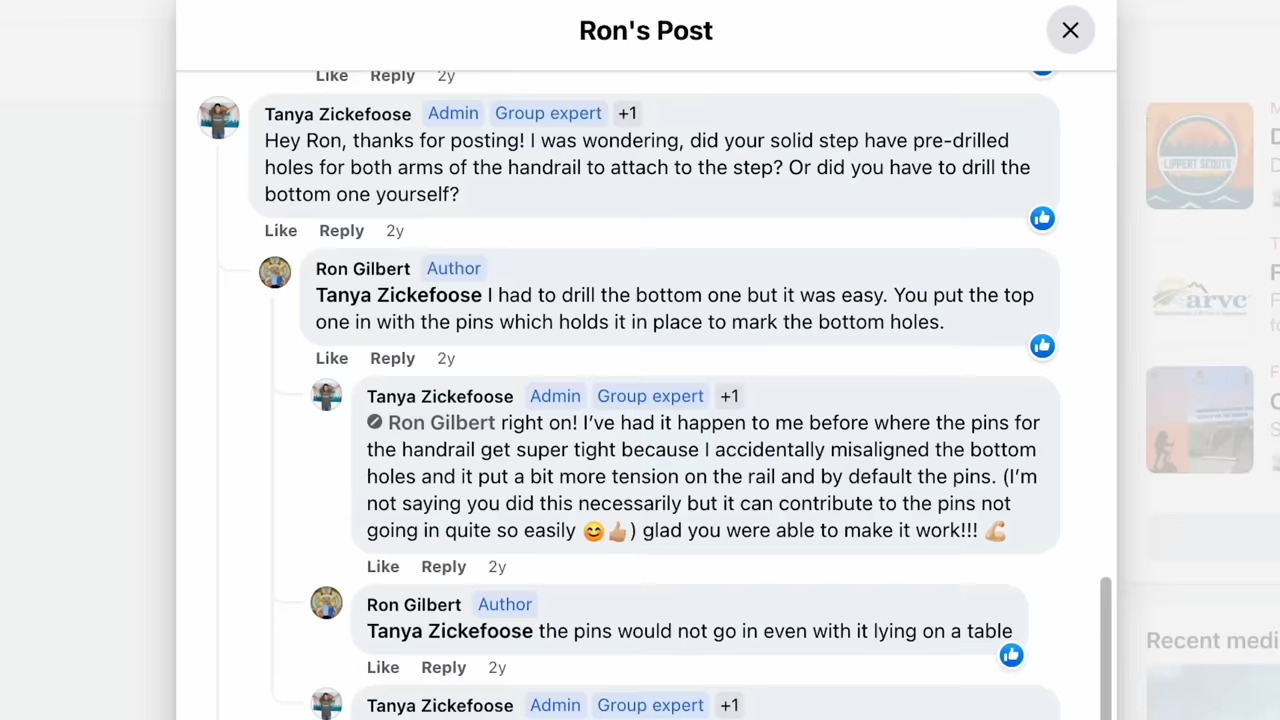 Ron's Post
Like Reply 2y
Tanya Zickefoose Admin Group expert +1
Hey Ron, thanks for posting! I was wondering, did your solid step have pre-drilled
holes for both arms of the handrail to attach to the step? Or did you have to drill the
bottom one yourself?
Like Reply 2y
Ron Gilbert Author
Tanya Zickefoose I had to drill the bottom one but it was easy. You put the top
one in with the pins which holds it in place to mark the bottom holes.
Like Reply 2y
Tanya Zickefoose Admin Group expert +1
Ron Gilbert right on! I’ve had it happen to me before where the pins for
the handrail get super tight because I accidentally misaligned the bottom
holes and it put a bit more tension on the rail and by default the pins. (I’m
not saying you did this necessarily but it can contribute to the pins not
going in quite so easily 😊👍🏼) glad you were able to make it work!!! 💪🏼
Like Reply 2y
Ron Gilbert Author
Tanya Zickefoose the pins would not go in even with it lying on a table
Like Reply 2y
Tanya Zickefoose Admin Group expert +1
LIPPERT SCOUTS
arvc
Recent medi